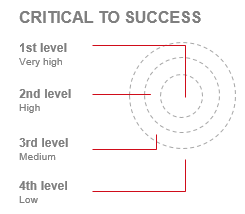 CRITICAL TO SUCCESS
1st level
Very high
2nd level
High
3rd level
Medium
4th level
Low